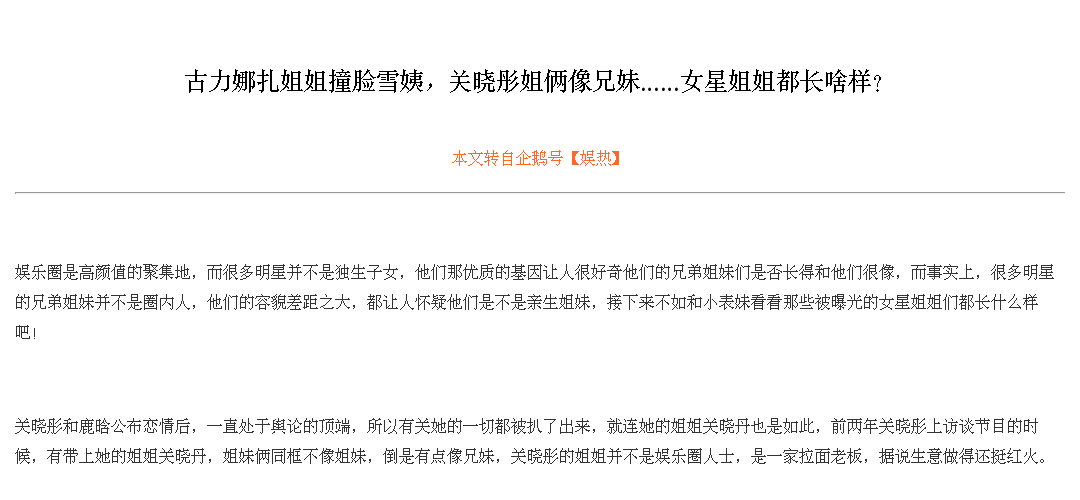 古力娜扎姐姐撞脸雪姨，关晓彤姐俩像兄妹……女星姐姐都长啥样？
本文转自企鹅号【娱热】
娱乐圈是高颜值的聚集地，而很多明星并不是独生子女，他们那优质的基因让人很好奇他们的兄弟姐妹们是否长得和他们很像，而事实上，很多明星
的兄弟姐妹并不是圈内人，他们的容貌差距之大，都让人怀疑他们是不是亲生姐妹，接下来不如和小表妹看看那些被曝光的女星姐姐们都长什么样
吧！
关晓彤和鹿晗公布恋情后，一直处于舆论的顶端，所以有关她的一切都被扒了出来，就连她的姐姐关晓丹也是如此，前两年关晓彤上访谈节目的时
候，有带上她的姐姐关晓丹，姐妹俩同框不像姐妹，倒是有点像兄妹，关晓彤的姐姐并不是娱乐圈人士，是一家拉面老板，据说生意做得还挺红火。